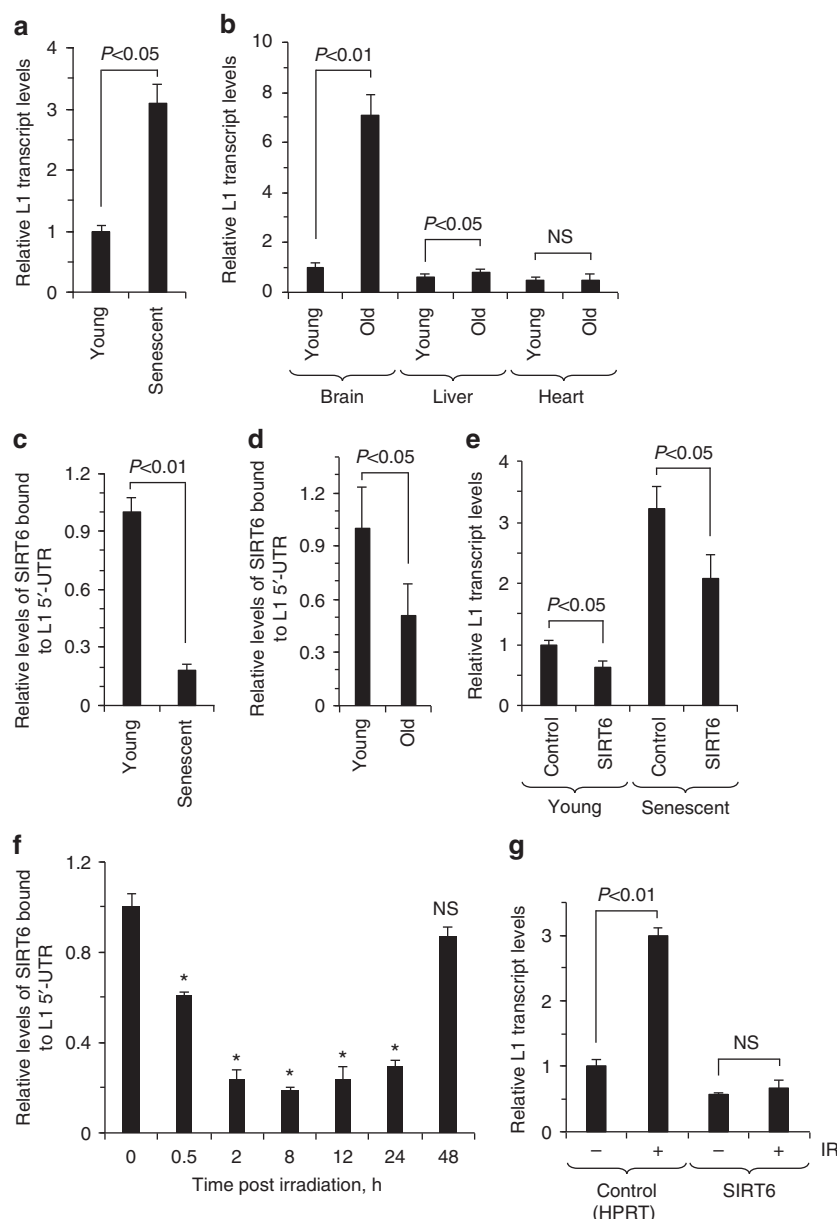 a
Relative L1 transcript levels
4
3
2
1
0
P<0.05
Young
Senescent
b
Relative L1 transcript levels
10
8
6
4
2
0
P<0.01
P<0.05
NS
Young
Old
Young
Old
Young
Old
Brain
Liver
Heart
c
Relative levels of SIRT6 bound
to L1 5′-UTR
1.2
0.9
0.6
0.3
0
P<0.01
Young
Senescent
d
Relative levels of SIRT6 bound
to L1 5′-UTR
1.2
0.9
0.6
0.3
0
P<0.05
Young
Old
e
Relative L1 transcript levels
4
3
2
1
0
P<0.05
P<0.05
Control
SIRT6
Control
SIRT6
Young
Senescent
f
Relative levels of SIRT6 bound
to L1 5′-UTR
1.2
0.8
0.4
0
*
*
*
*
*
NS
0
0.5
2
8
12
24
48
Time post irradiation, h
g
Relative L1 transcript levels
3
2
1
0
P<0.01
NS
– + – + IR
Control
(HPRT)
SIRT6